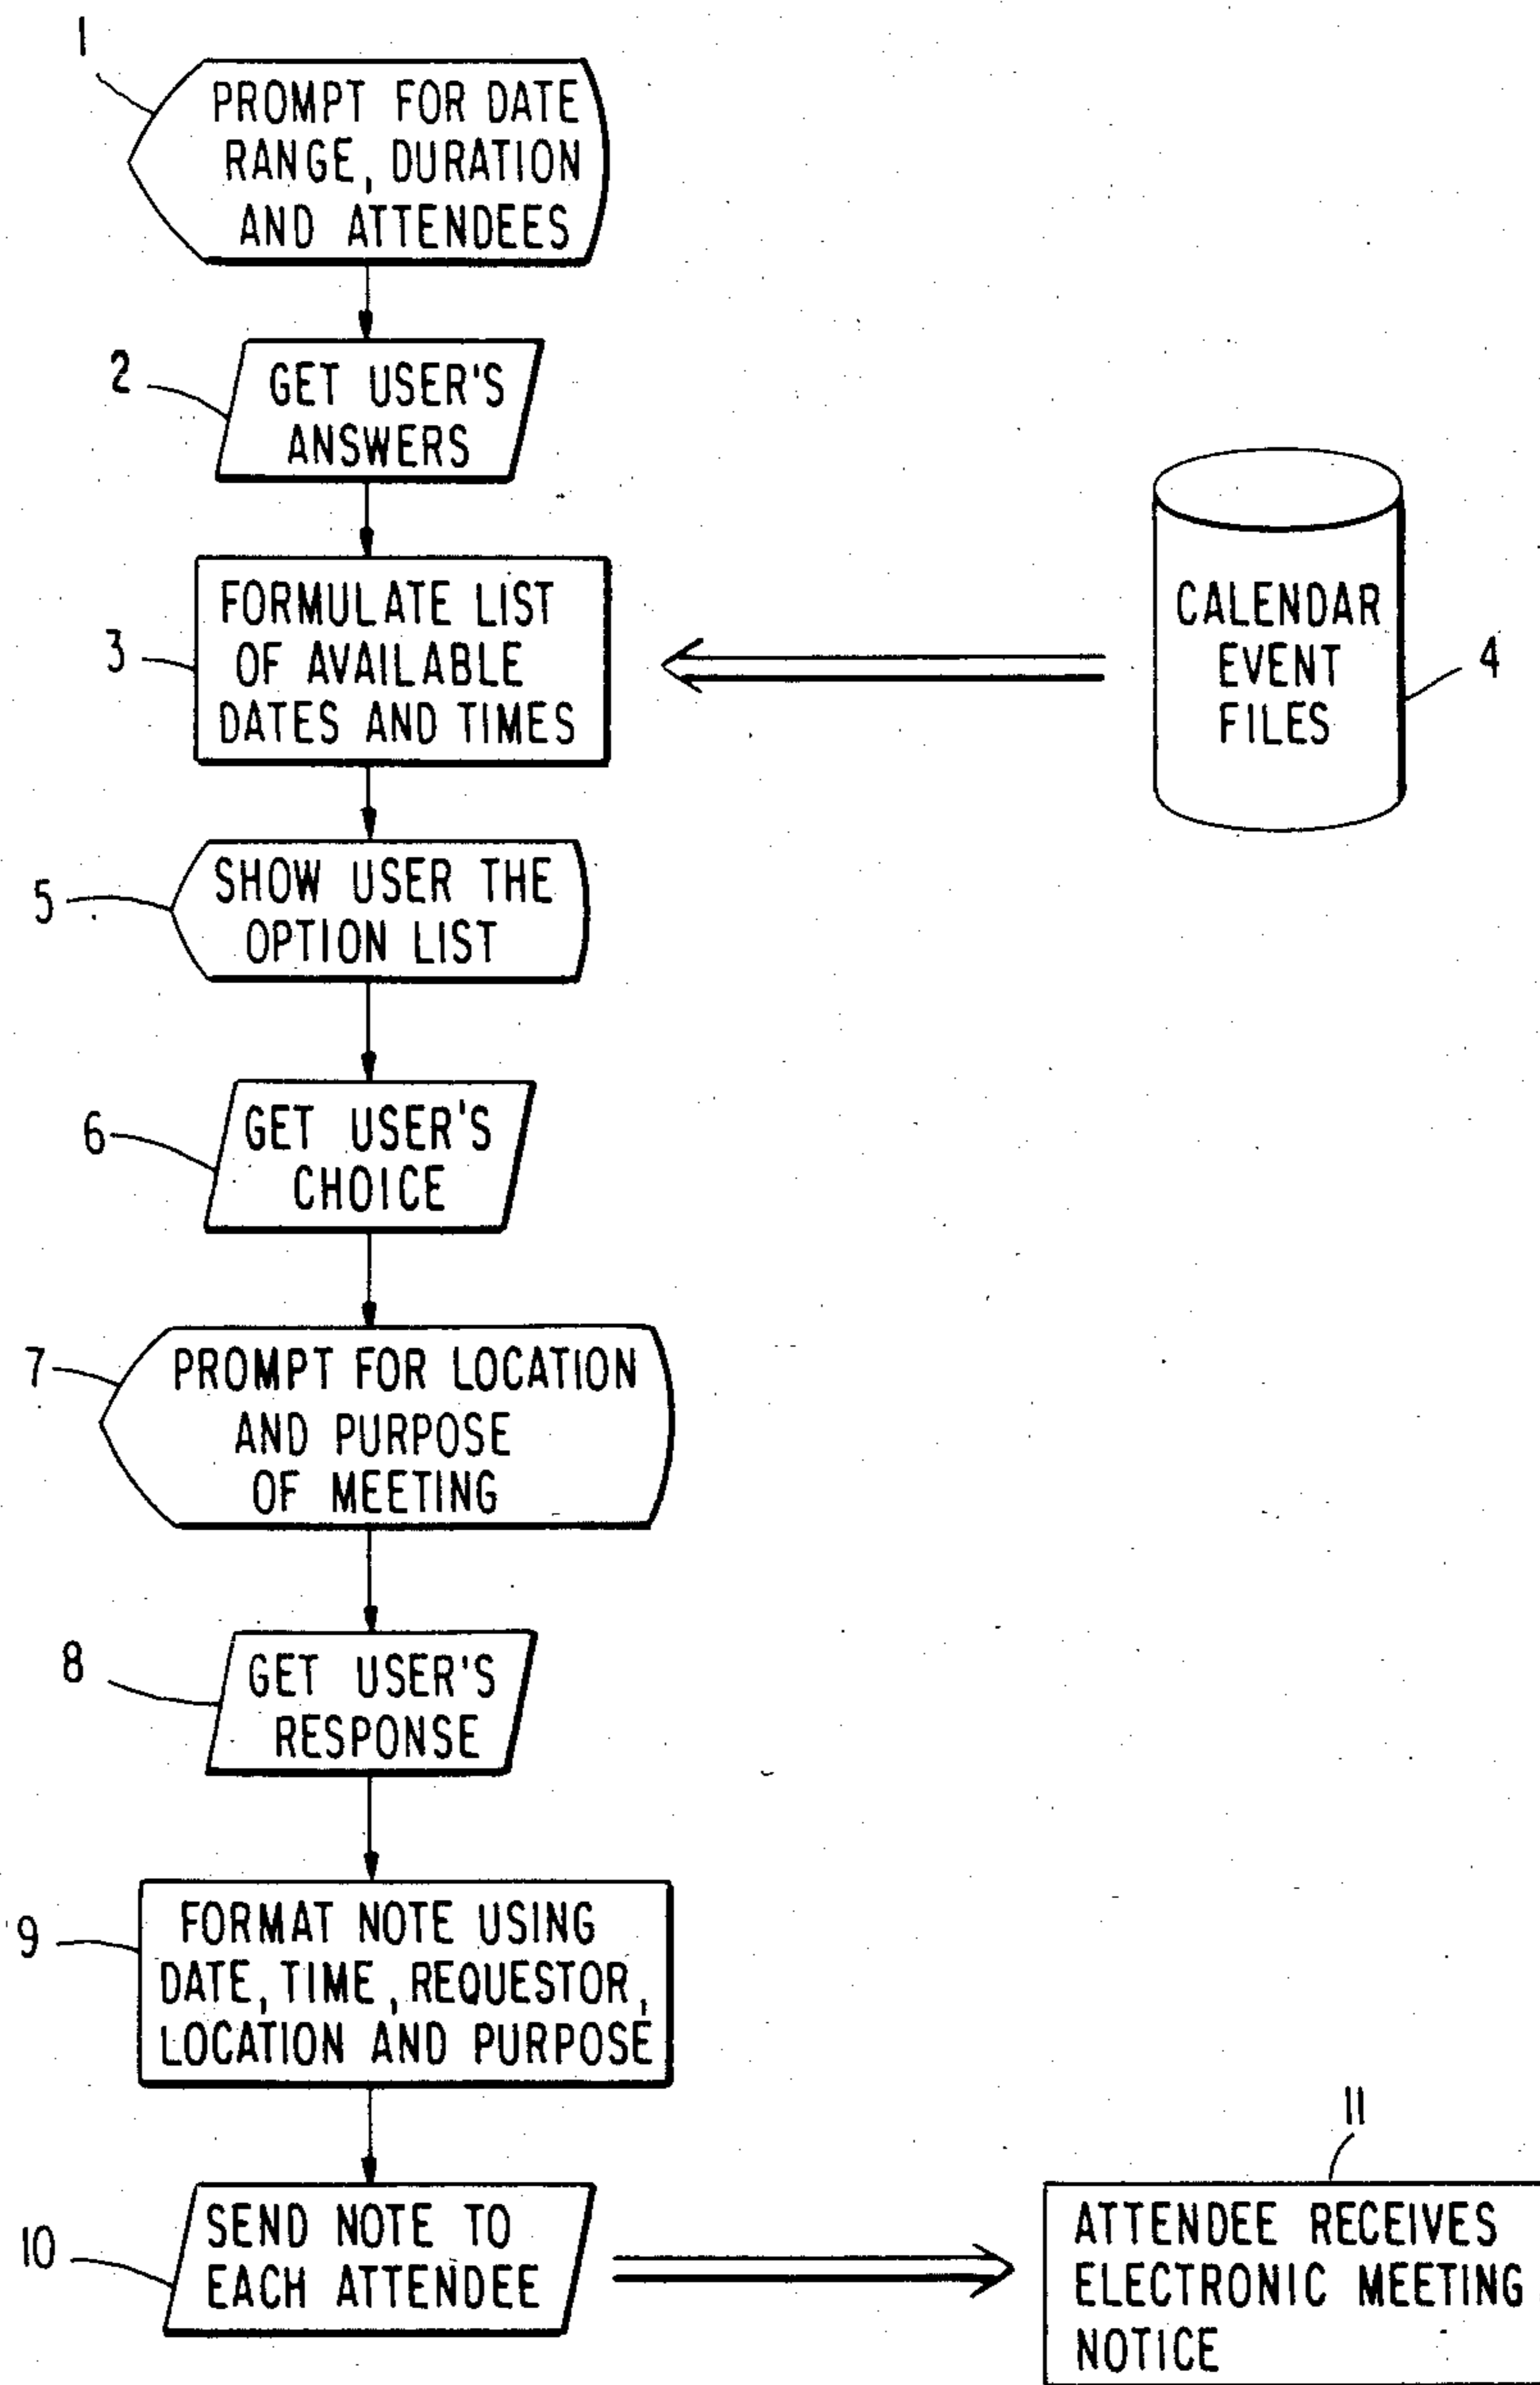 1
PROMPT FOR DATE
RANGE, DURATION
AND ATTENDEES
2
GET USER'S
ANSWERS
3
FORMULATE LIST
OF AVAILABLE
DATES AND TIMES
CALENDAR
EVENT
FILES
4
5
SHOW USER THE
OPTION LIST
6
GET USER'S
CHOICE
7
PROMPT FOR LOCATION
AND PURPOSE
OF MEETING
8
GET USER'S
RESPONSE
9
FORMAT NOTE USING
DATE, TIME, REQUESTOR,
LOCATION AND PURPOSE
10
SEND NOTE TO
EACH ATTENDEE
11
ATTENDEE RECEIVES
ELECTRONIC MEETING
NOTICE